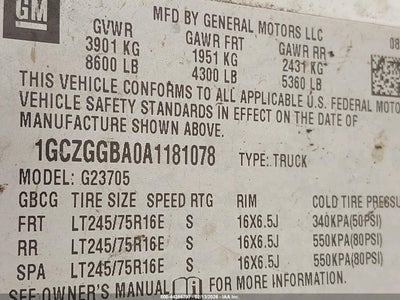 GM
MFD BY GENERAL MOTORS LLC
08
GVWR GAWR FRT GAWR RR
3901 KG 1951 KG 2431 KG
8600 LB 4300 LB 5360 LB
THIS VEHICLE CONFORMS TO ALL APPLICABLE U.S. FEDERAL MOTO
VEHICLE SAFETY STANDARDS IN EFFECT ON THE DATE OF
MANUFACTURE SHOWN ABOVE.
1GCZGGBA0A1181078 TYPE: TRUCK
MODEL: G23705
GBCG TIRE SIZE SPEED RTG RIM COLD TIRE PRESSU
FRT LT245/75R16E S 16X6.5J 340KPA(50PSI)
RR LT245/75R16E S 16X6.5J 550KPA(80PSI)
SPA LT245/75R16E S 16X6.5J 550KPA(80PSI)
SEE OWNER'S MANUAL FOR MORE INFORMATION.